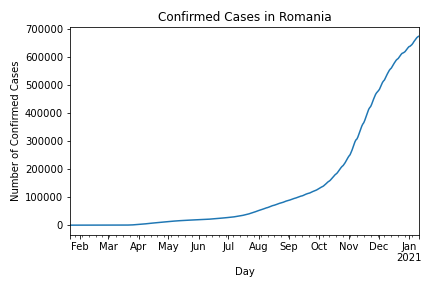 Confirmed Cases in Romania
Number of Confirmed Cases
700000
600000
500000
400000
300000
200000
100000
0
Feb Mar Apr May Jun Jul Aug Sep Oct Nov Dec Jan
2021
Day